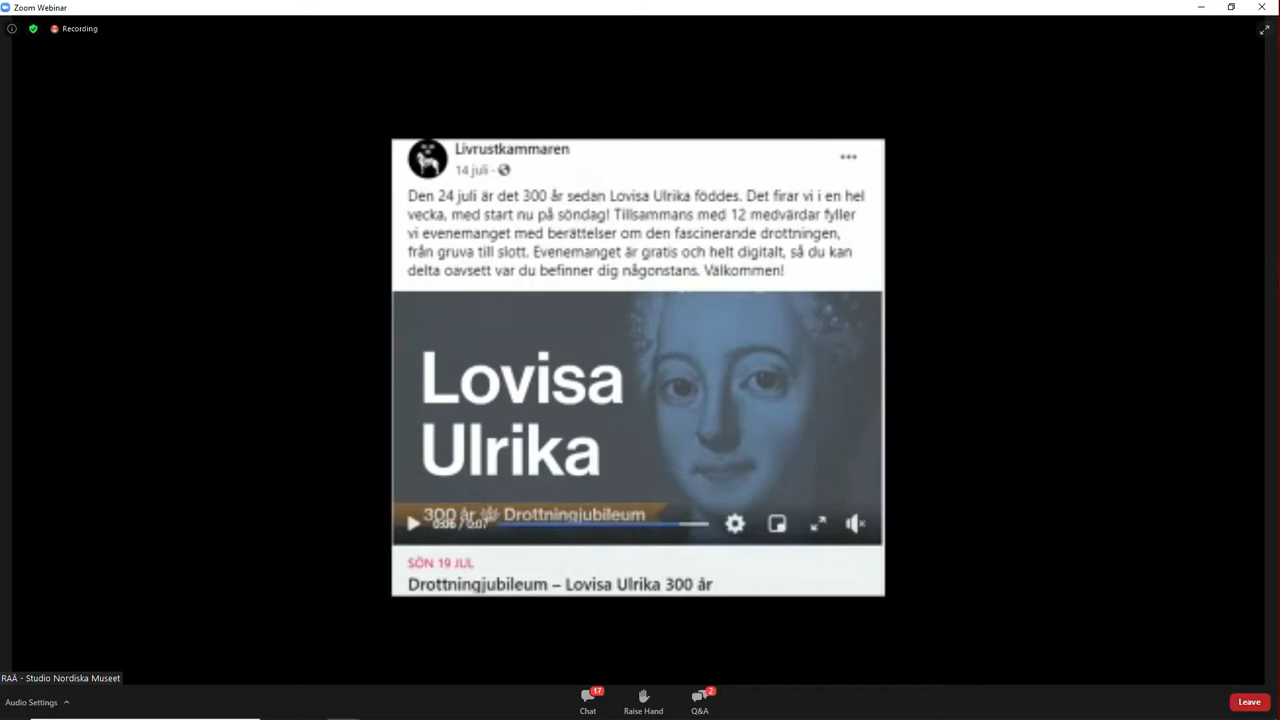 Zoom Webinar
Recording
Livrustkammaren
14 juli ·
Den 24 juli är det 300 år sedan Lovisa Ulrika föddes. Det firar vi i en hel
vecka, med start nu på söndag! Tillsammans med 12 medvärdar fyller
vi evenemanget med berättelser om den fascinerande drottningen,
från gruva till slott. Evenemanget är gratis och helt digitalt, så du kan
delta oavsett var du befinner dig någonstans. Välkommen!
Lovisa
Ulrika
300 år Drottningjubileum
0:06 / 0:07
SÖN 19 JUL
Drottningjubileum – Lovisa Ulrika 300 år
RAÄ - Studio Nordiska Museet
Audio Settings
17
Chat
Raise Hand
2
Q&A
Leave